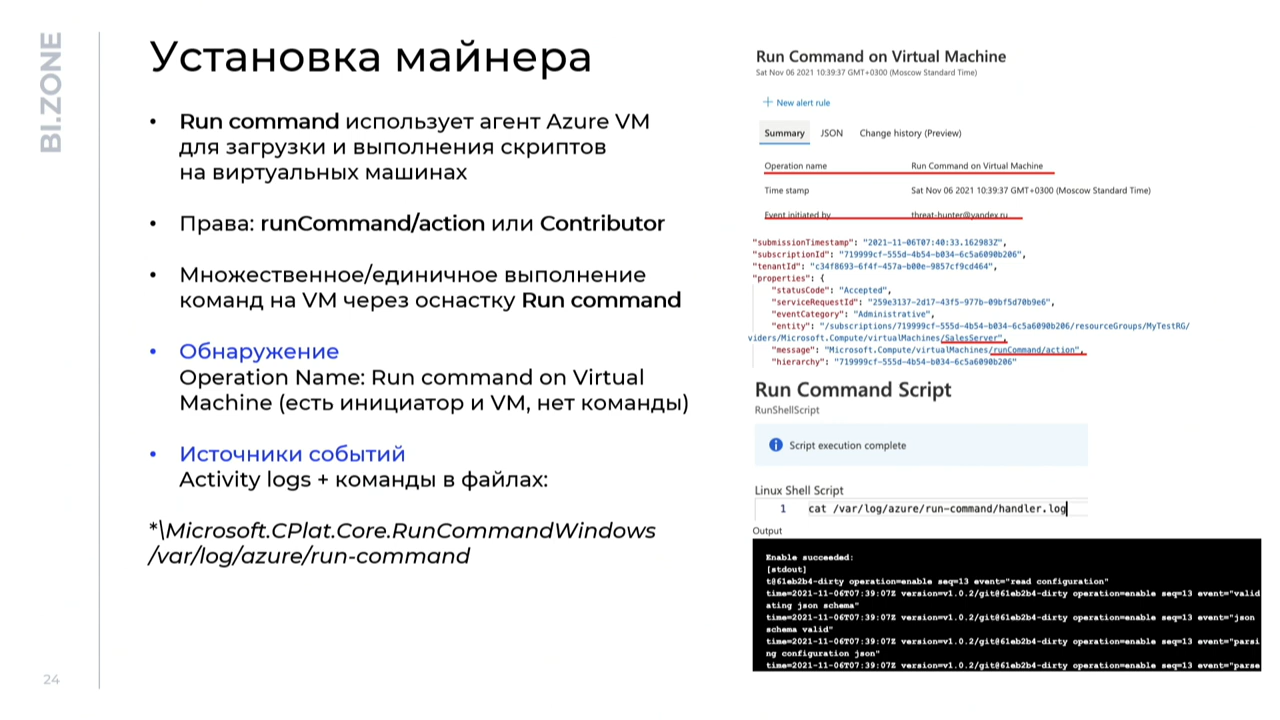 BI.ZONE
Установка майнера
• Run command использует агент Azure VM
для загрузки и выполнения скриптов
на виртуальных машинах
• Права: runCommand/action или Contributor
• Множественное/единичное выполнение
команд на VM через оснастку Run command
• Обнаружение
Operation Name: Run command on Virtual
Machine (есть инициатор и VM, нет команды)
• Источники событий
Activity logs + команды в файлах:
*\Microsoft.CPlat.Core.RunCommandWindows
/var/log/azure/run-command
24
Run Command on Virtual Machine
Sat Nov 06 2021 10:39:37 GMT+0300 (Moscow Standard Time)
+ New alert rule
Summary JSON Change history (Preview)
Operation name Run Command on Virtual Machine
Time stamp Sat Nov 06 2021 10:39:37 GMT+0300 (Moscow Standard Time)
Event initiated by threat-hunter@yandex.ru
"submissionTimestamp": "2021-11-06T07:40:33.162983Z",
"subscriptionId": "719999cf-555d-4b54-b034-6c5a6090b206",
"tenantId": "c34f8693-6f4f-457a-b00e-9857cf9cd464",
"properties": {
"statusCode": "Accepted",
"serviceRequestId": "259e3137-2d17-43f5-977b-09bf5d70b9e6",
"eventCategory": "Administrative",
"entity": "/subscriptions/719999cf-555d-4b54-b034-6c5a6090b206/resourceGroups/MyTestRG/
viders/Microsoft.Compute/virtualMachines/SalesServer",
"message": "Microsoft.Compute/virtualMachines/runCommand/action",
"hierarchy": "719999cf-555d-4b54-b034-6c5a6090b206"
Run Command Script
RunShellScript
Script execution complete
Linux Shell Script
1 cat /var/log/azure/run-command/handler.log
Output
Enable succeeded:
[stdout]
t@61eb2b4-dirty operation=enable seq=13 event="read configuration"
time=2021-11-06T07:39:07Z version=v1.0.2/git@61eb2b4-dirty operation=enable seq=13 event="valid
ating json schema"
time=2021-11-06T07:39:07Z version=v1.0.2/git@61eb2b4-dirty operation=enable seq=13 event="json
schema valid"
time=2021-11-06T07:39:07Z version=v1.0.2/git@61eb2b4-dirty operation=enable seq=13 event="parsi
ng configuration json"
time=2021-11-06T07:39:07Z version=v1.0.2/git@61eb2b4-dirty operation=enable seq=13 event="parse